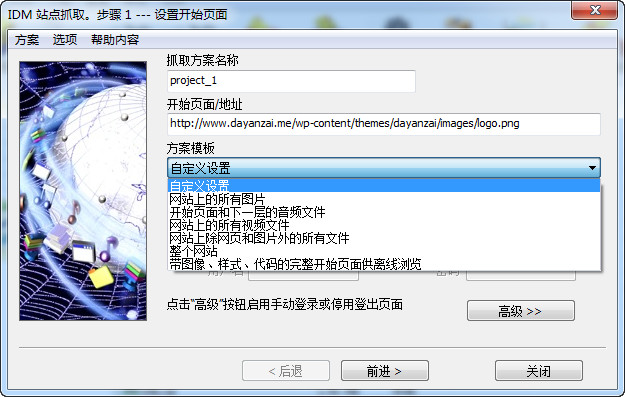 IDM 站点抓取。步骤 1 --- 设置开始页面
方案 选项 帮助内容
抓取方案名称
project_1
开始页面/地址
http://www.dayanzai.me/wp-content/themes/dayanzai/images/logo.png
方案模板
自定义设置
自定义设置
网站上的所有图片
开始页面和下一层的音频文件
网站上的所有视频文件
网站上除网页和图片外的所有文件
整个网站
带图像、样式、代码的完整开始页面供离线浏览
点击"高级"按钮启用手动登录或停用登出页面
高级 >>
< 后退 前进 > 关闭